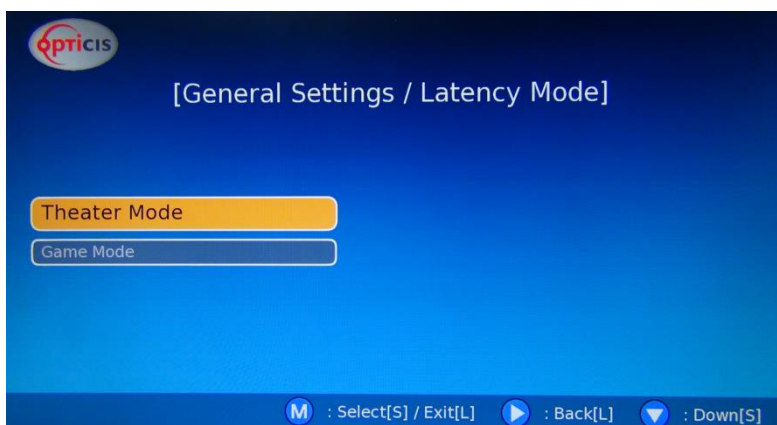 OPTICIS
[General Settings / Latency Mode]
Theater Mode
Game Mode
M : Select[S] / Exit[L] : Back[L] : Down[S]